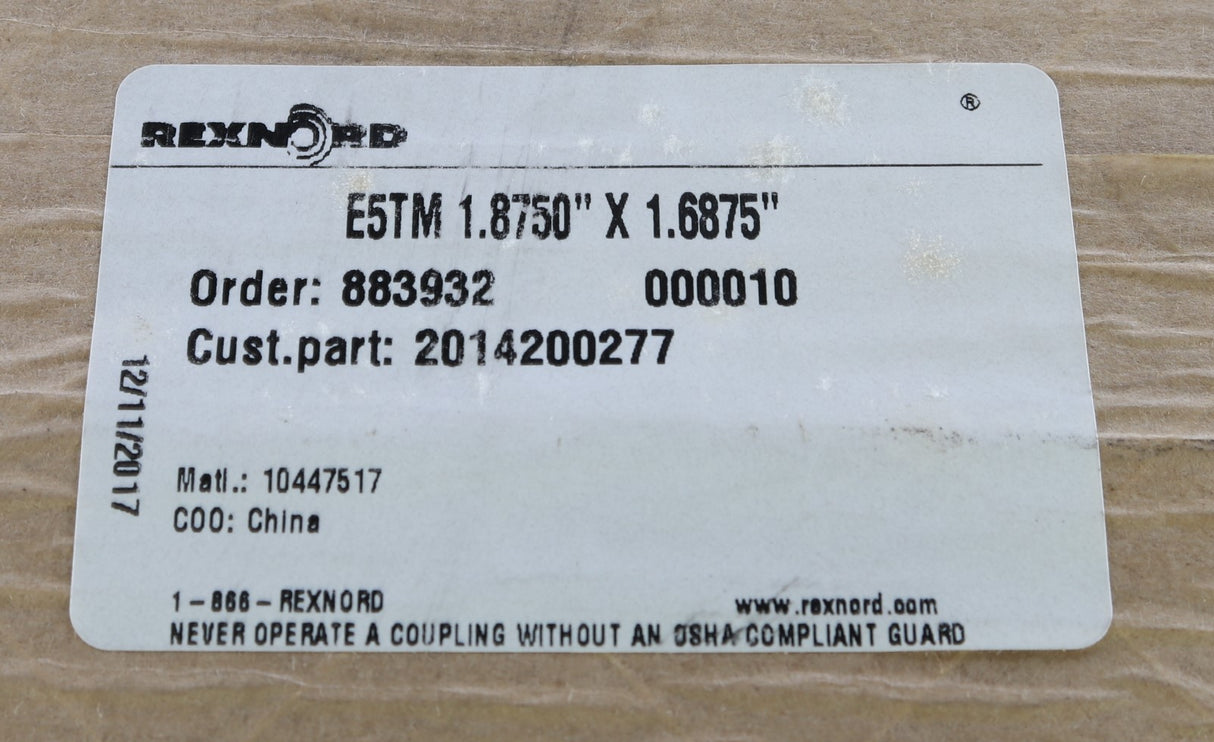 REXNORD ®
E5TM 1.8750" X 1.6875"
Order: 883932 000010
Cust.part: 2014200277
12/11/2017
Matl.: 10447517
COO: China
1-866-REXNORD www.rexnord.com
NEVER OPERATE A COUPLING WITHOUT AN OSHA COMPLIANT GUARD